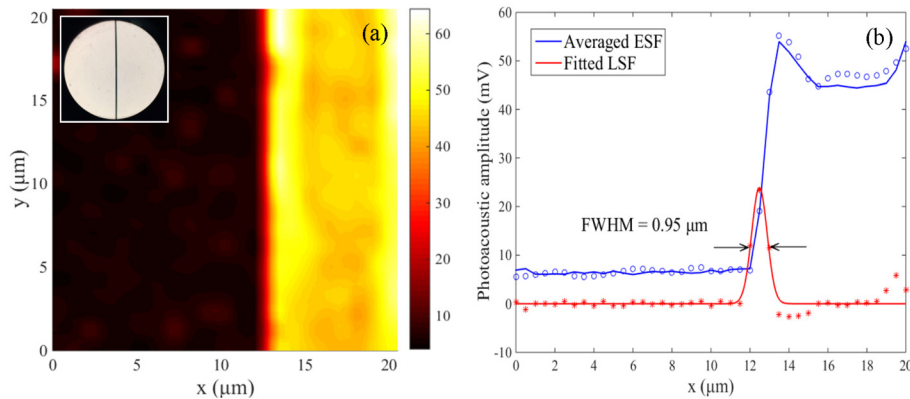 (a)
20
15
10
5
0
y (μm)
0 5 10 15 20
x (μm)
60
50
40
30
20
10
(b)
Averaged ESF
Fitted LSF
FWHM = 0.95 μm
60
50
40
30
20
10
0
-10
Photoacoustic amplitude (mV)
0 2 4 6 8 10 12 14 16 18 20
x (μm)